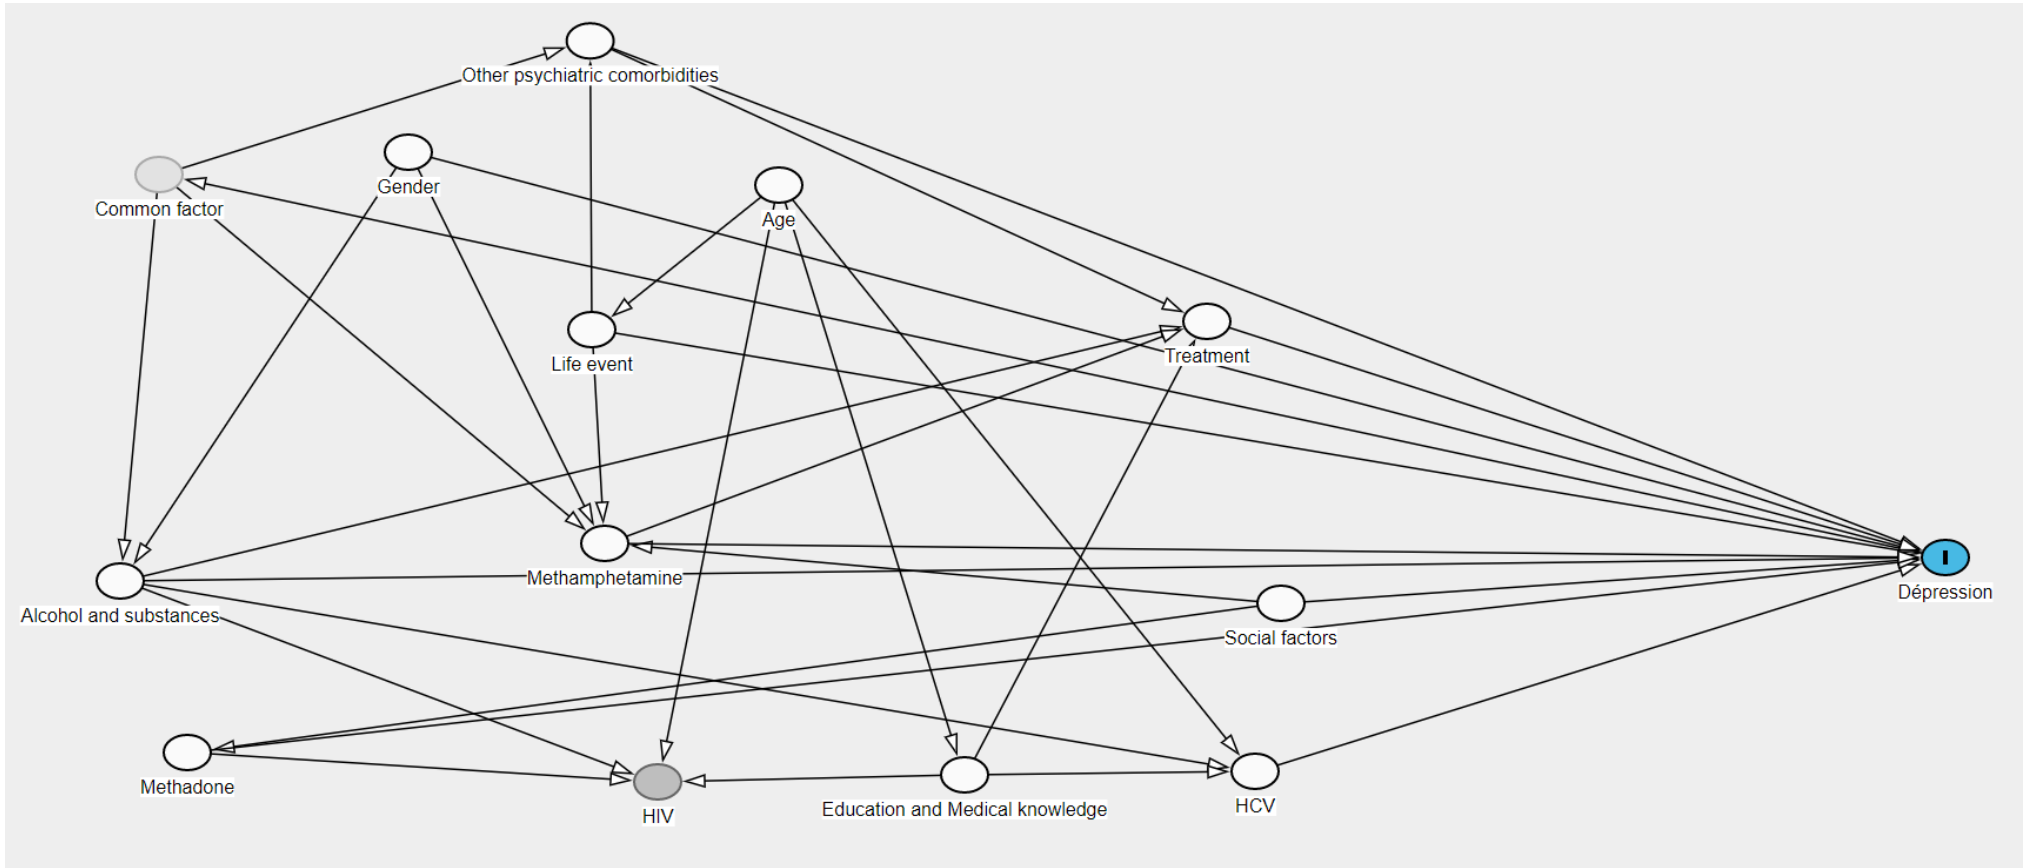 Other psychiatric comorbidities
Gender
Common factor
Age
Life event
Treatment
Methamphetamine
I
Dépression
Alcohol and substances
Social factors
Methadone
HIV
Education and Medical knowledge
HCV